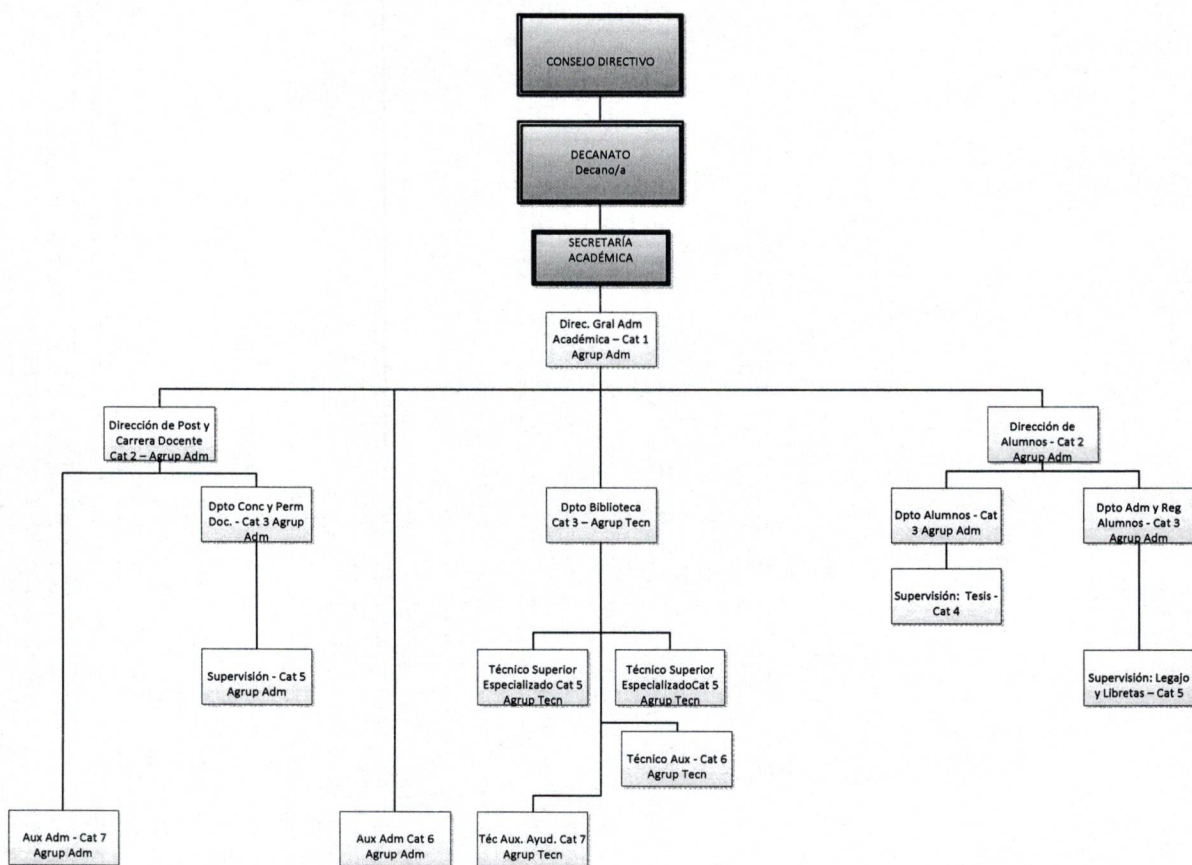 CONSEJO DIRECTIVO
DECANATO
Decano/a
SECRETARÍA
ACADÉMICA
Direc. Gral Adm
Académica – Cat 1
Agrup Adm
Dirección de Post y
Carrera Docente
Cat 2 – Agrup Adm
Dirección de
Alumnos - Cat 2
Agrup Adm
Dpto Conc y Perm
Doc. - Cat 3 Agrup
Adm
Dpto Biblioteca
Cat 3 – Agrup Tecn
Dpto Alumnos - Cat
3 Agrup Adm
Dpto Adm y Reg
Alumnos - Cat 3
Agrup Adm
Supervisión: Tesis -
Cat 4
Supervisión - Cat 5
Agrup Adm
Técnico Superior
Especializado Cat 5
Agrup Tecn
Técnico Superior
EspecializadoCat 5
Agrup Tecn
Supervisión: Legajo
y Libretas – Cat 5
Técnico Aux - Cat 6
Agrup Tecn
Aux Adm - Cat 7
Agrup Adm
Aux Adm Cat 6
Agrup Adm
Téc Aux. Ayud. Cat 7
Agrup Tecn